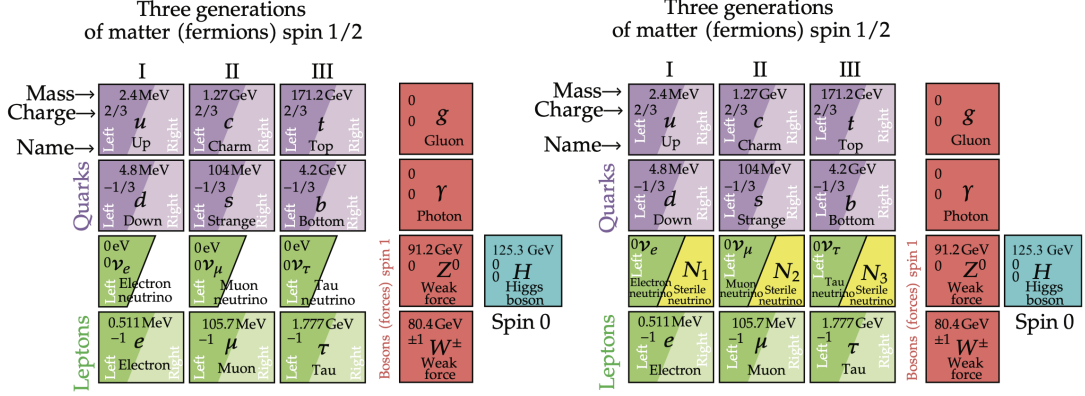 Three generations
of matter (fermions) spin 1/2
I II III
Mass→
Charge→
Name→
Quarks
Leptons
2.4 MeV
2/3
u
Left
Up
Right
1.27 GeV
2/3
c
Left
Charm
Right
171.2 GeV
2/3
t
Left
Top
Right
0
0
g
Gluon
4.8 MeV
−1/3
d
Left
Down
Right
104 MeV
−1/3
s
Left
Strange
Right
4.2 GeV
−1/3
b
Left
Bottom
Right
0
0
γ
Photon
0 eV
0
νe
Left
Electron
neutrino
0 eV
0
νμ
Left
Muon
neutrino
0 eV
0
ντ
Left
Tau
neutrino
Bosons (forces) spin 1
91.2 GeV
0
Z⁰
Weak
force
125.3 GeV
0
0
H
Higgs
boson
Spin 0
0.511 MeV
−1
e
Left
Electron
Right
105.7 MeV
−1
μ
Left
Muon
Right
1.777 GeV
−1
τ
Left
Tau
Right
80.4 GeV
±1
W±
Weak
force
Three generations
of matter (fermions) spin 1/2
I II III
Mass→
Charge→
Name→
Quarks
Leptons
2.4 MeV
2/3
u
Left
Up
Right
1.27 GeV
2/3
c
Left
Charm
Right
171.2 GeV
2/3
t
Left
Top
Right
0
0
g
Gluon
4.8 MeV
−1/3
d
Left
Down
Right
104 MeV
−1/3
s
Left
Strange
Right
4.2 GeV
−1/3
b
Left
Bottom
Right
0
0
γ
Photon
0
νe
Left
Electron
neutrino
N1
Sterile
neutrino
0
νμ
Left
Muon
neutrino
N2
Sterile
neutrino
0
ντ
Left
Tau
neutrino
N3
Sterile
neutrino
Bosons (forces) spin 1
91.2 GeV
0
Z⁰
Weak
force
125.3 GeV
0
0
H
Higgs
boson
Spin 0
0.511 MeV
−1
e
Left
Electron
Right
105.7 MeV
−1
μ
Left
Muon
Right
1.777 GeV
−1
τ
Left
Tau
Right
80.4 GeV
±1
W±
Weak
force